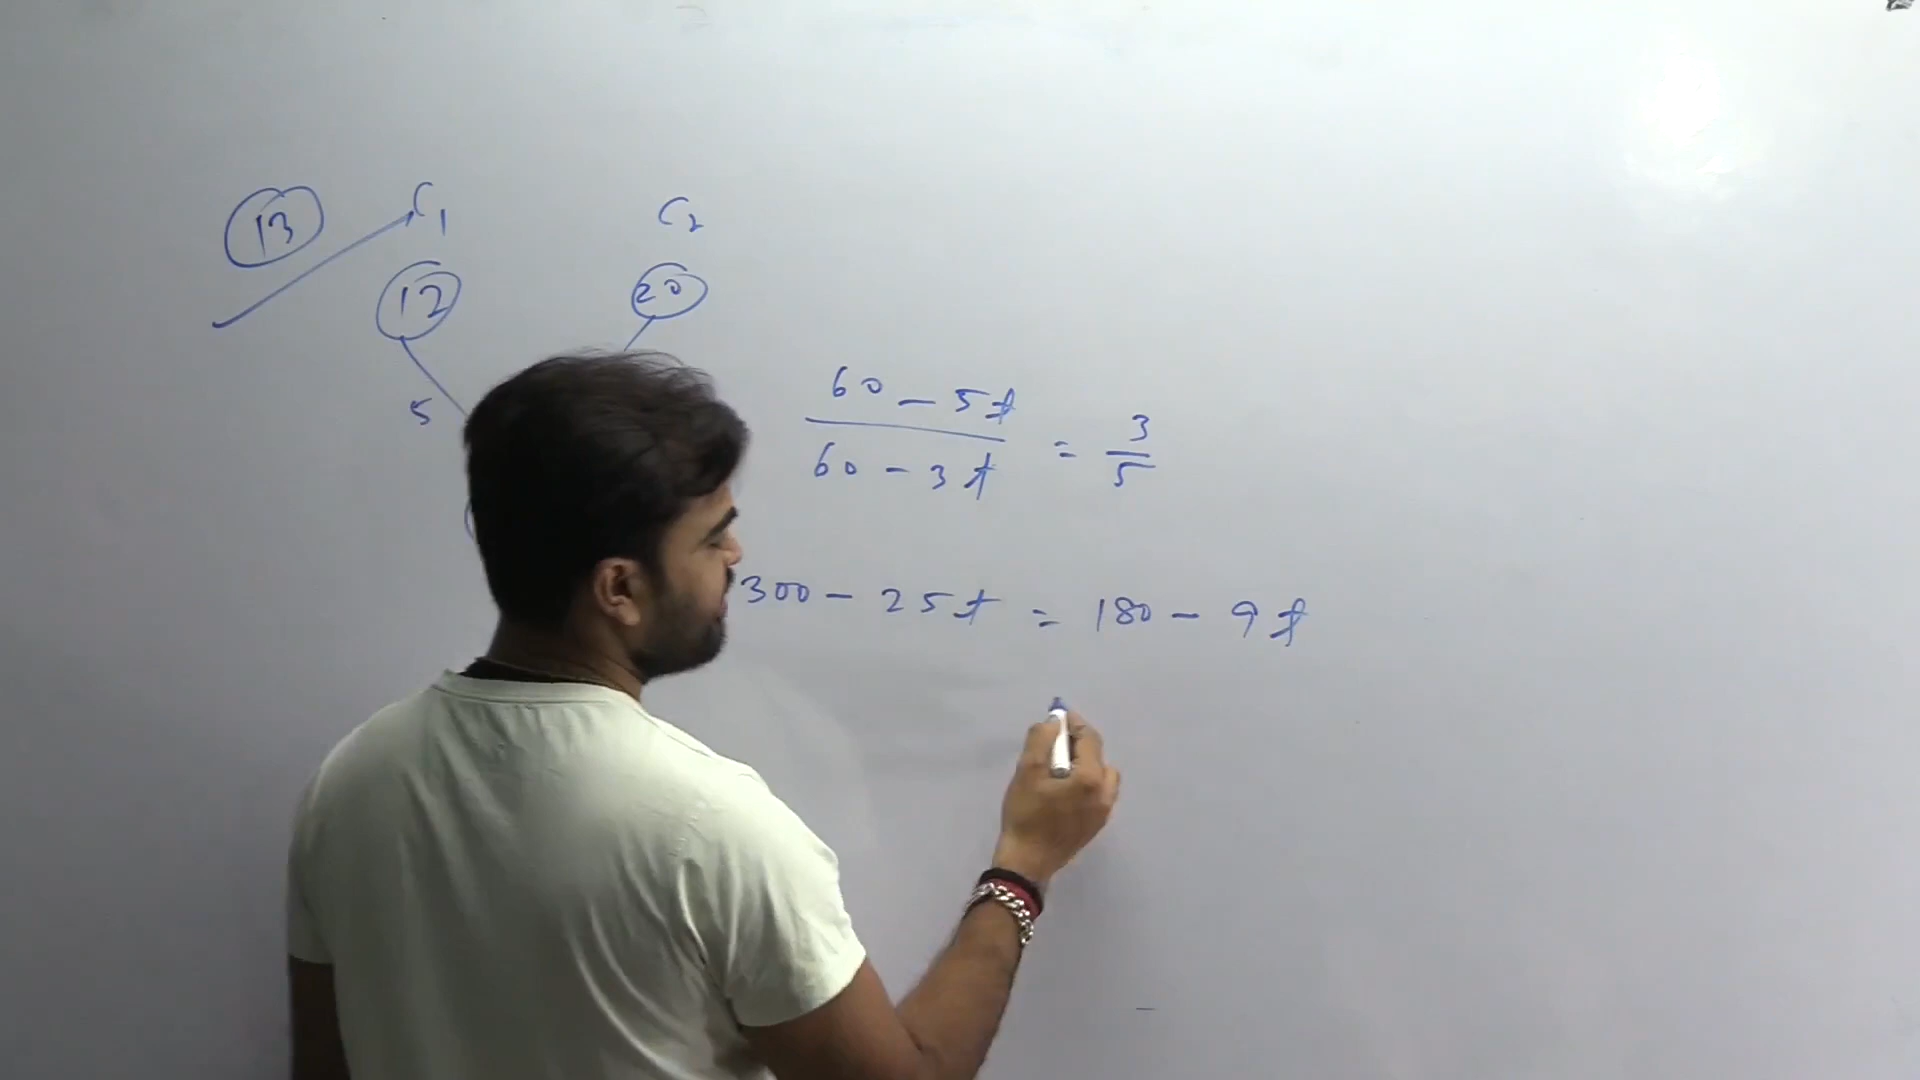 13
C1 C2
12 20
5
60 - 5t
60 - 3t = 3/5
300 - 25t = 180 - 9t